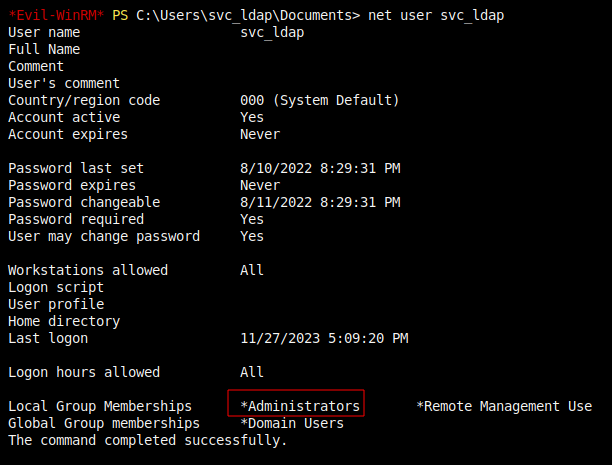 *Evil-WinRM* PS C:\Users\svc_ldap\Documents> net user svc_ldap
User name                    svc_ldap
Full Name
Comment
User's comment
Country/region code          000 (System Default)
Account active               Yes
Account expires              Never
Password last set            8/10/2022 8:29:31 PM
Password expires             Never
Password changeable          8/11/2022 8:29:31 PM
Password required            Yes
User may change password     Yes
Workstations allowed         All
Logon script
User profile
Home directory
Last logon                   11/27/2023 5:09:20 PM
Logon hours allowed          All
Local Group Memberships      *Administrators       *Remote Management Use
Global Group memberships     *Domain Users
The command completed successfully.